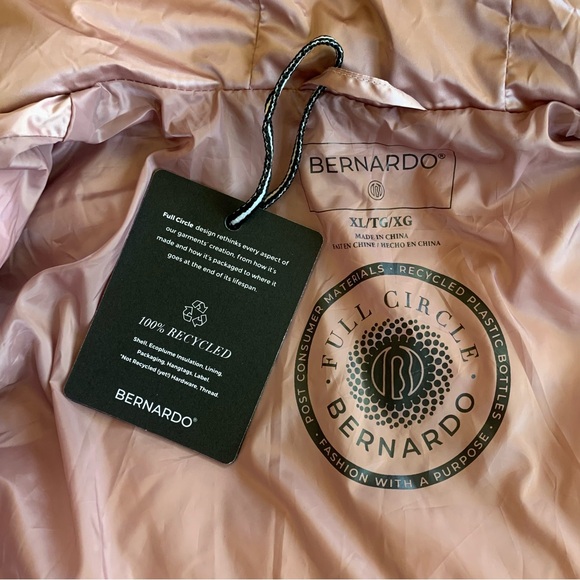 Full Circle design rethinks every aspect of
our garments' creation, from how it's
made and how it's packaged to where it
goes at the end of its lifespan.
100% RECYCLED
Shell, Ecoplume Insulation, Lining,
Packaging, Hangtags, Label.
*Not Recycled (yet!) Hardware, Thread.
BERNARDO®
BERNARDO®
B
XL/TG/XG
MADE IN CHINA
FAIT EN CHINE / HECHO EN CHINA
POST CONSUMER MATERIALS · RECYCLED PLASTIC BOTTLES ·
FULL CIRCLE
B
· BERNARDO ·
FASHION WITH A PURPOSE ·